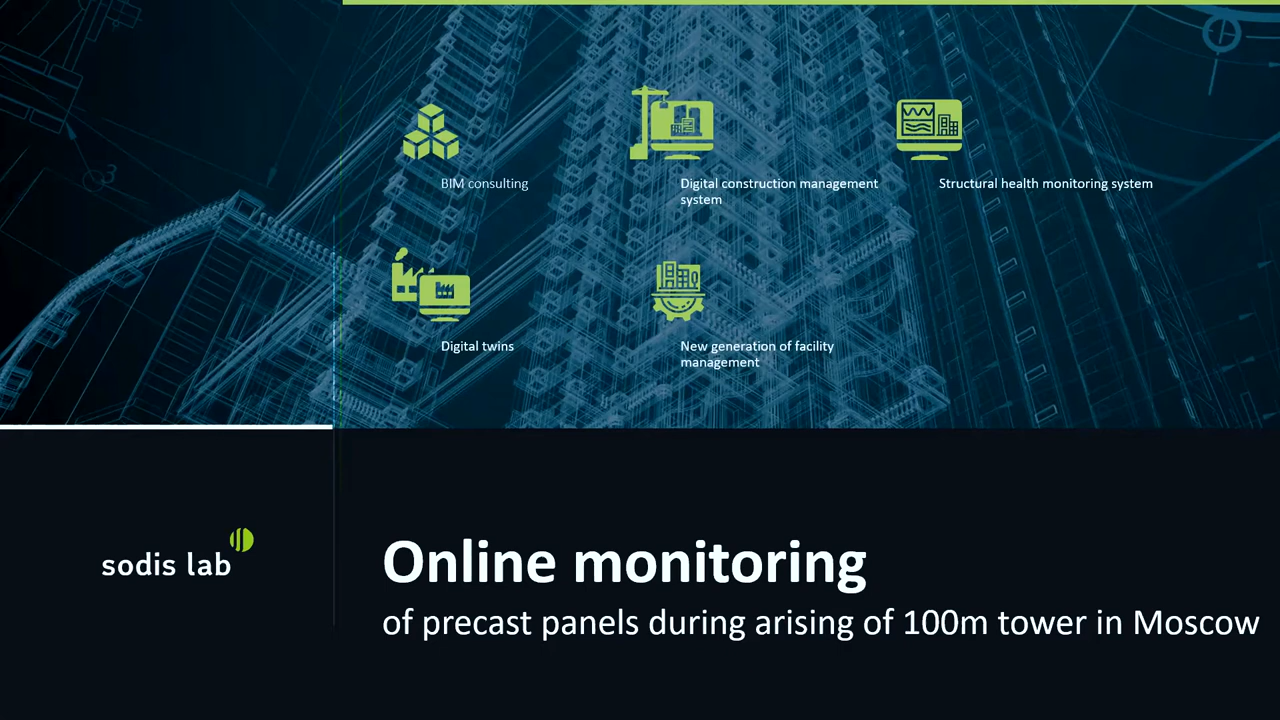 BIM consulting
Digital construction management
system
Structural health monitoring system
Digital twins
New generation of facility
management
sodis lab
Online monitoring
of precast panels during arising of 100m tower in Moscow